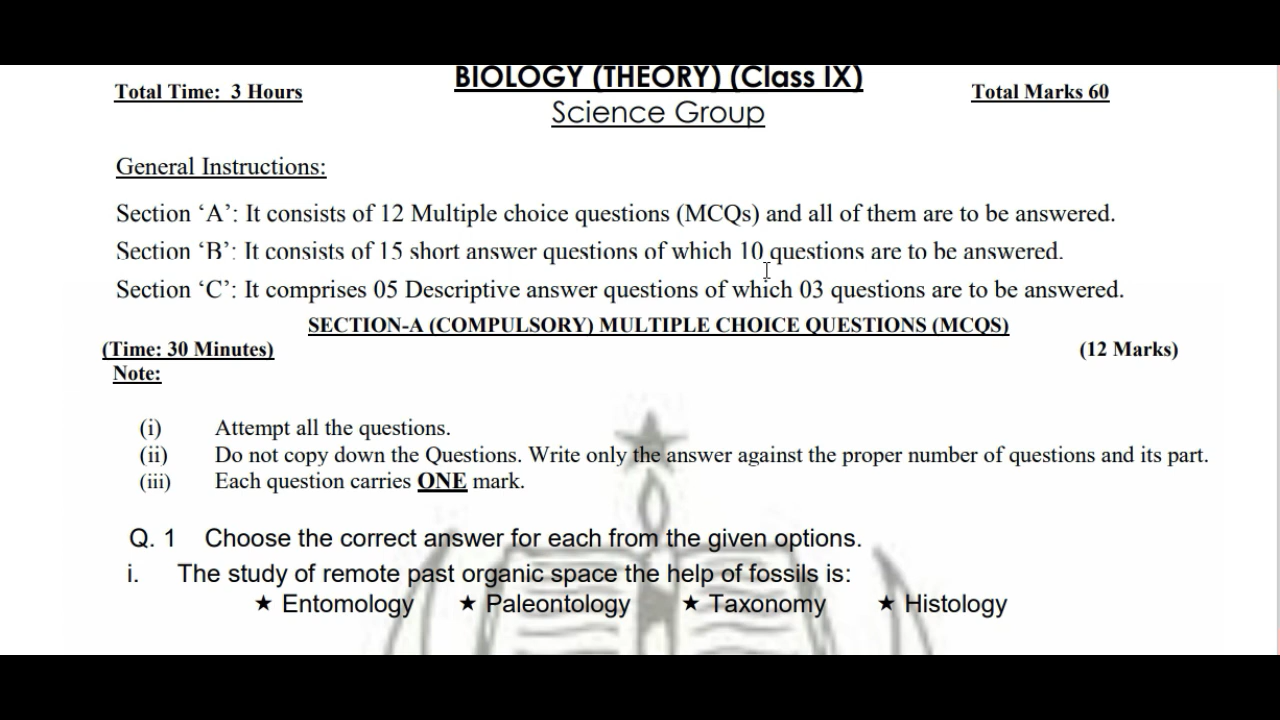 BIOLOGY (THEORY) (Class IX)
Total Time: 3 Hours
Total Marks 60
Science Group
General Instructions:
Section ‘A’: It consists of 12 Multiple choice questions (MCQs) and all of them are to be answered.
Section ‘B’: It consists of 15 short answer questions of which 10 questions are to be answered.
Section ‘C’: It comprises 05 Descriptive answer questions of which 03 questions are to be answered.
SECTION-A (COMPULSORY) MULTIPLE CHOICE QUESTIONS (MCQS)
(Time: 30 Minutes) (12 Marks)
Note:
(i) Attempt all the questions.
(ii) Do not copy down the Questions. Write only the answer against the proper number of questions and its part.
(iii) Each question carries ONE mark.
Q. 1 Choose the correct answer for each from the given options.
i. The study of remote past organic space the help of fossils is:
★ Entomology ★ Paleontology ★ Taxonomy ★ Histology